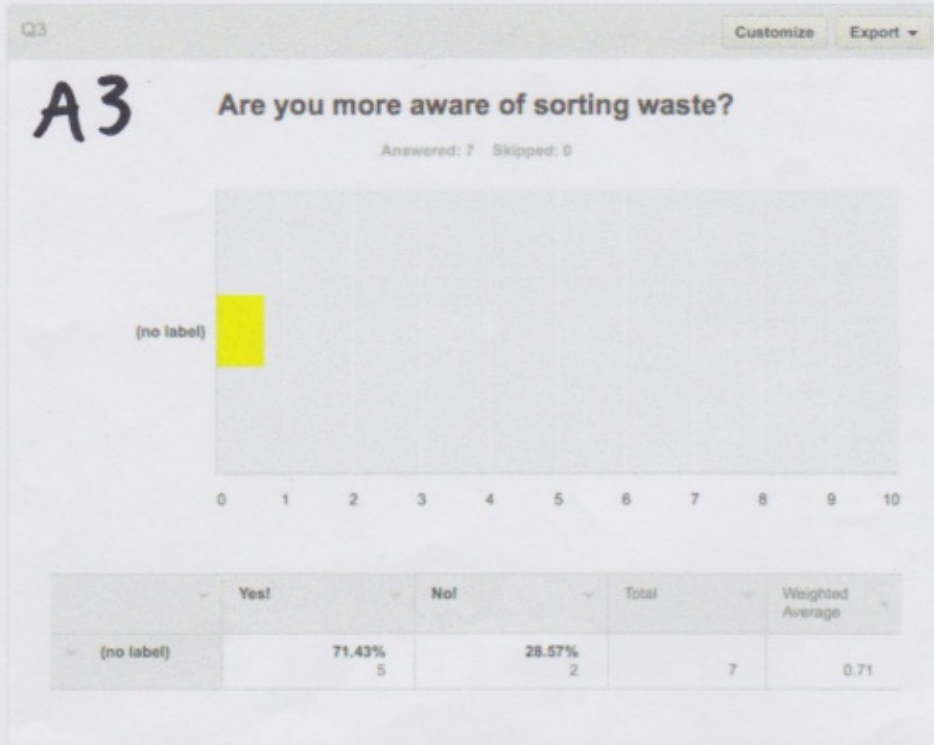 Q3
Customize
Export
A3
Are you more aware of sorting waste?
Answered: 7 Skipped: 0
(no label)
0 1 2 3 4 5 6 7 8 9 10
Yes! No! Total Weighted Average
(no label) 71.43% 28.57%
5 2 7 0.71